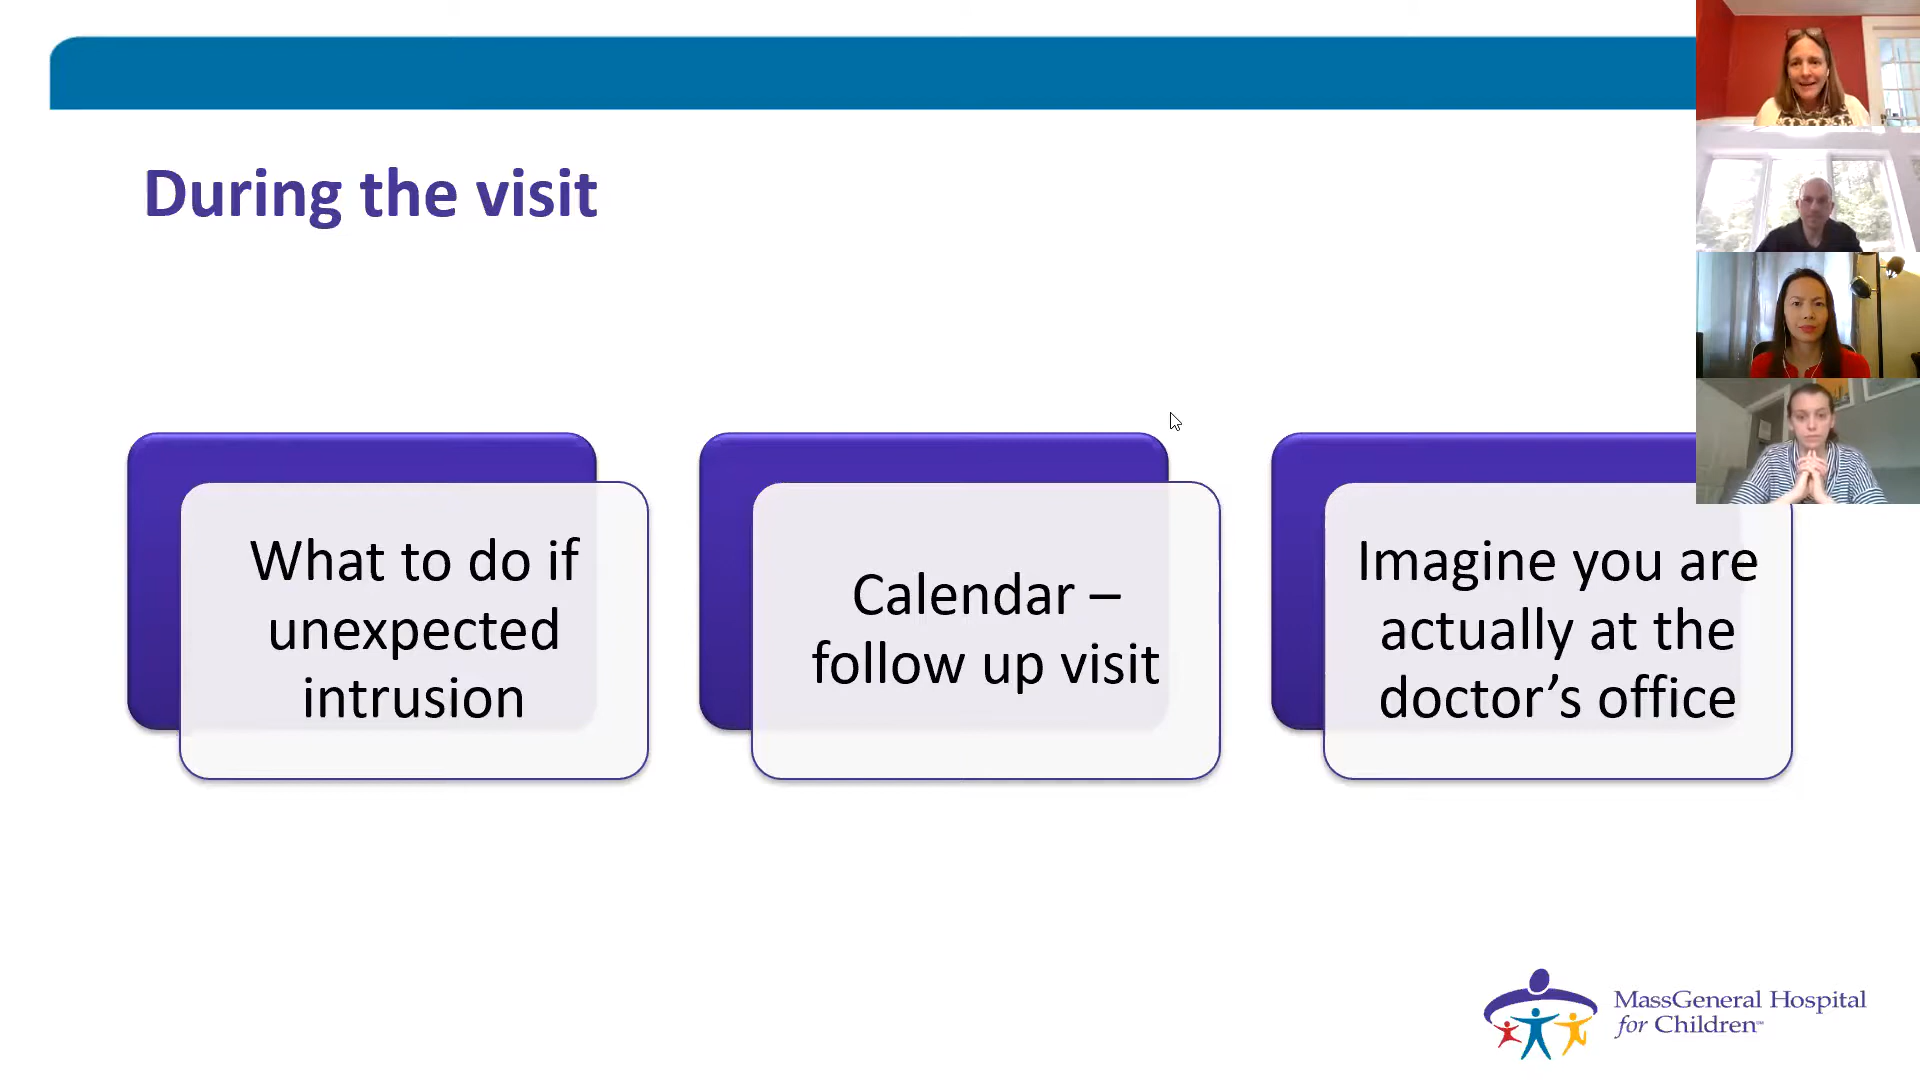 During the visit
What to do if
unexpected
intrusion
Calendar –
follow up visit
Imagine you are
actually at the
doctor’s office
MassGeneral Hospital
for Children℠